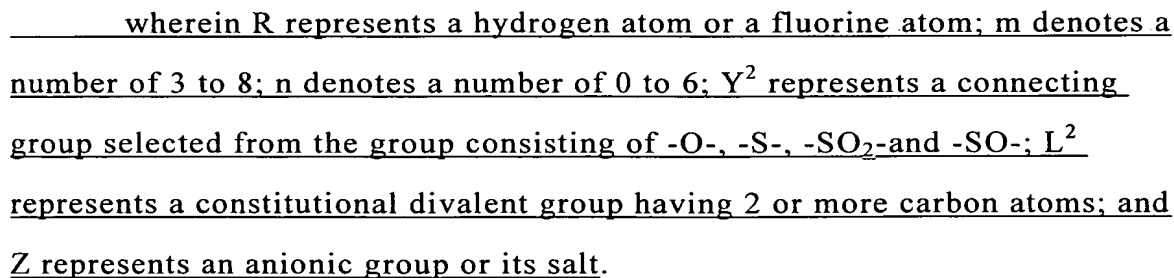 wherein R represents a hydrogen atom or a fluorine atom; m denotes a
number of 3 to 8; n denotes a number of 0 to 6; Y² represents a connecting
group selected from the group consisting of -O-, -S-, -SO₂-and -SO-; L²
represents a constitutional divalent group having 2 or more carbon atoms; and
Z represents an anionic group or its salt.